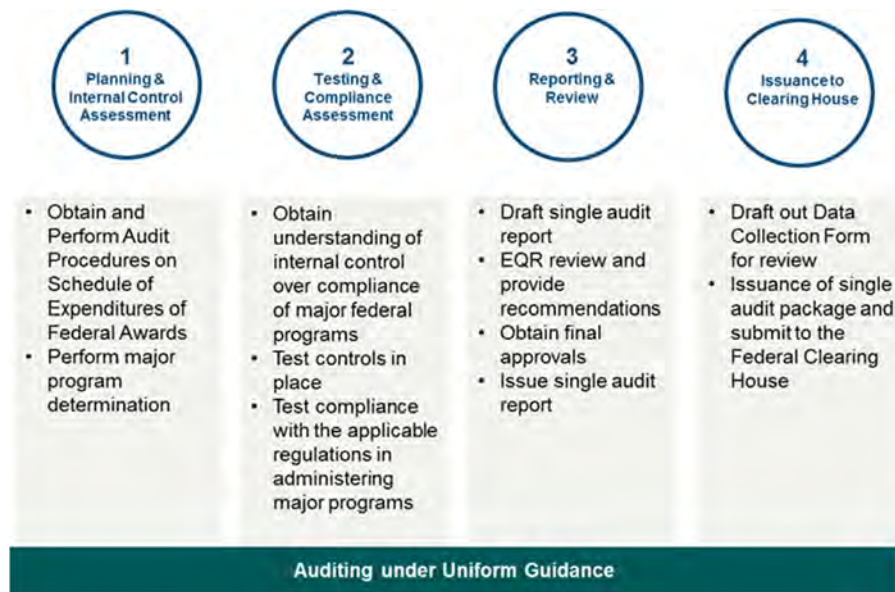 1
Planning &
Internal Control
Assessment
2
Testing &
Compliance
Assessment
3
Reporting &
Review
4
Issuance to
Clearing House
• Obtain and
Perform Audit
Procedures on
Schedule of
Expenditures of
Federal Awards
• Perform major
program
determination
• Obtain
understanding of
internal control
over compliance
of major federal
programs
• Test controls in
place
• Test compliance
with the applicable
regulations in
administering
major programs
• Draft single audit
report
• EQR review and
provide
recommendations
• Obtain final
approvals
• Issue single audit
report
• Draft out Data
Collection Form
for review
• Issuance of single
audit package and
submit to the
Federal Clearing
House
Auditing under Uniform Guidance